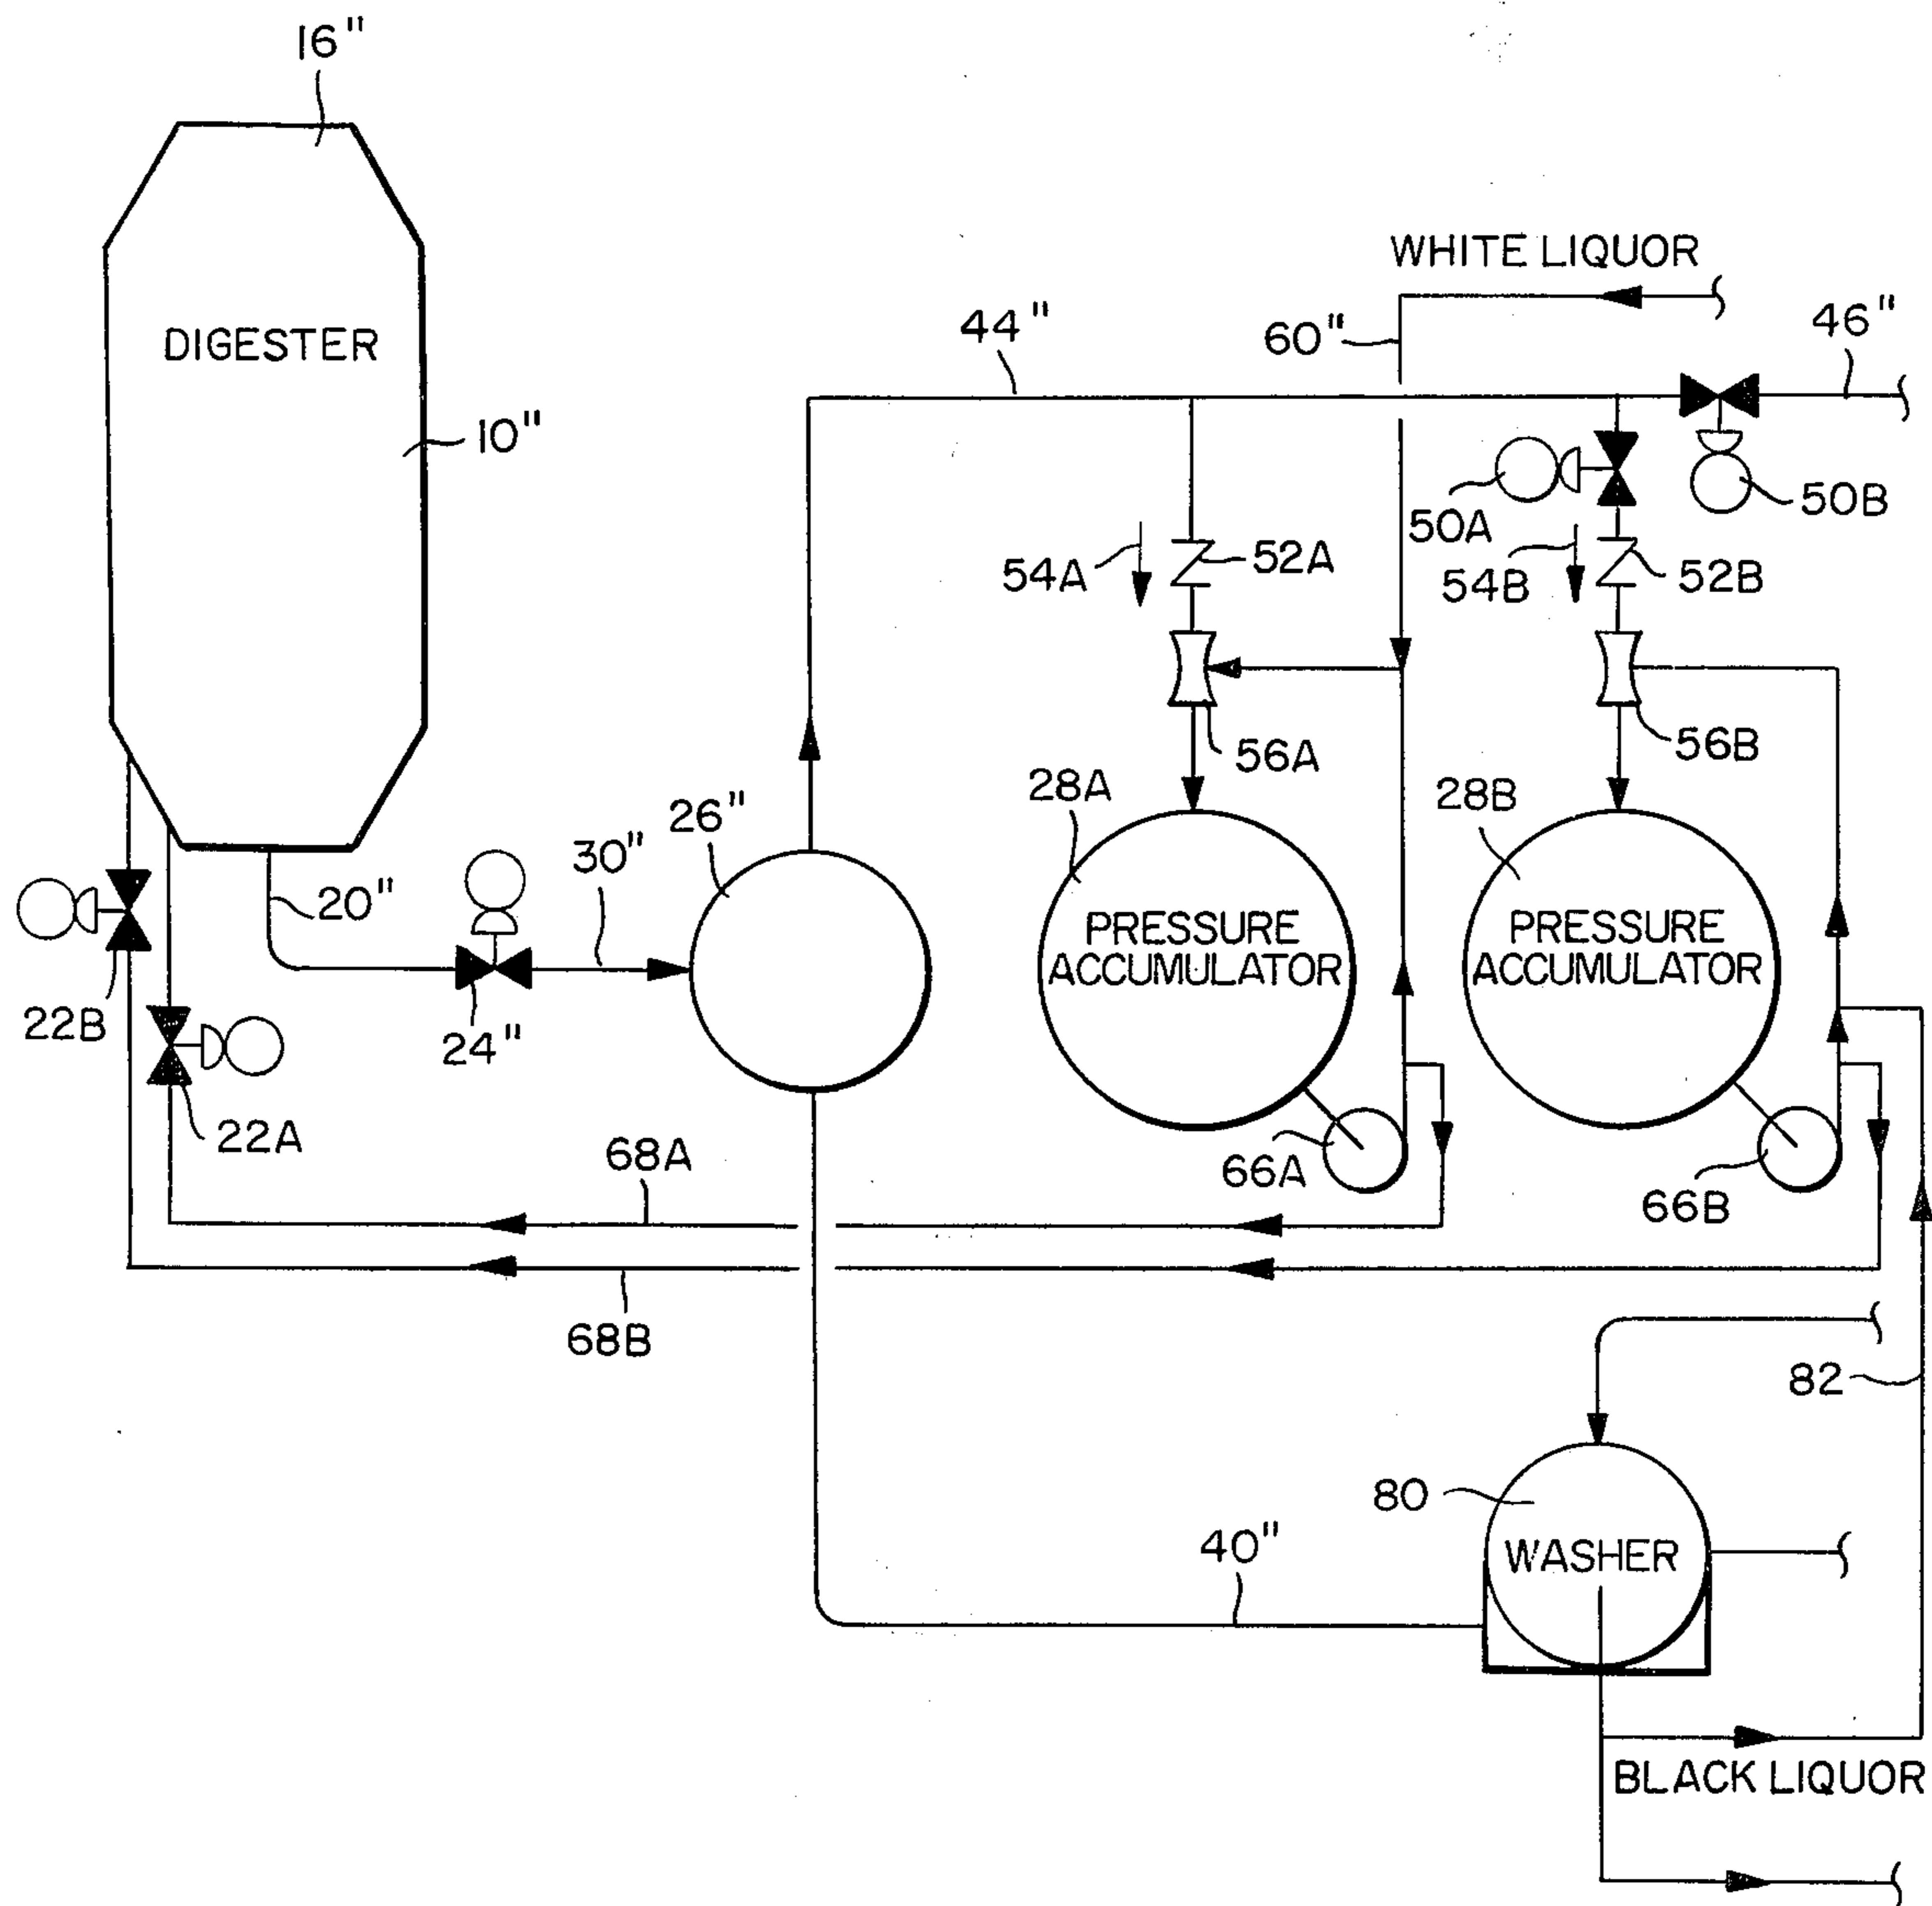 16"
WHITE LIQUOR
44"
60"
46"
DIGESTER
10"
50A
50B
54A
52A
54B
52B
56A
56B
28A
28B
26"
30"
20"
PRESSURE
ACCUMULATOR
PRESSURE
ACCUMULATOR
22B
24"
22A
68A
66A
66B
68B
82
80
WASHER
40"
BLACK LIQUOR